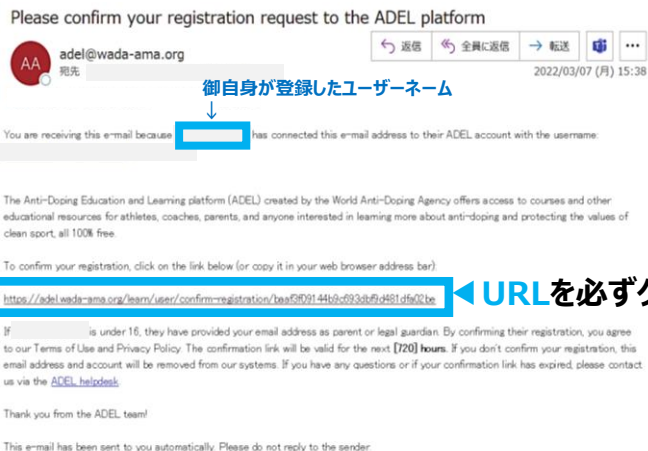 Please confirm your registration request to the ADEL platform
AA
adel@wada-ama.org
宛先
返信
全員に返信
転送
2022/03/07 (月) 15:38
御自身が登録したユーザーネーム
↓
You are receiving this e-mail because has connected this e-mail address to their ADEL account with the username:
The Anti-Doping Education and Learning platform (ADEL) created by the World Anti-Doping Agency offers access to courses and other
educational resources for athletes, coaches, parents, and anyone interested in learning more about anti-doping and protecting the values of
clean sport, all 100% free.
To confirm your registration, click on the link below (or copy it in your web browser address bar):
https://adel.wada-ama.org/learn/user/confirm-registration/baaf3f09144b9c693dbf9d481dfa02be
◀URLを必ずク
If is under 16, they have provided your email address as parent or legal guardian. By confirming their registration, you agree
to our Terms of Use and Privacy Policy. The confirmation link will be valid for the next [720] hours. If you don't confirm your registration, this
email address and account will be removed from our systems. If you have any questions or if your confirmation link has expired, please contact
us via the ADEL helpdesk.
Thank you from the ADEL team!
This e-mail has been sent to you automatically. Please do not reply to the sender.